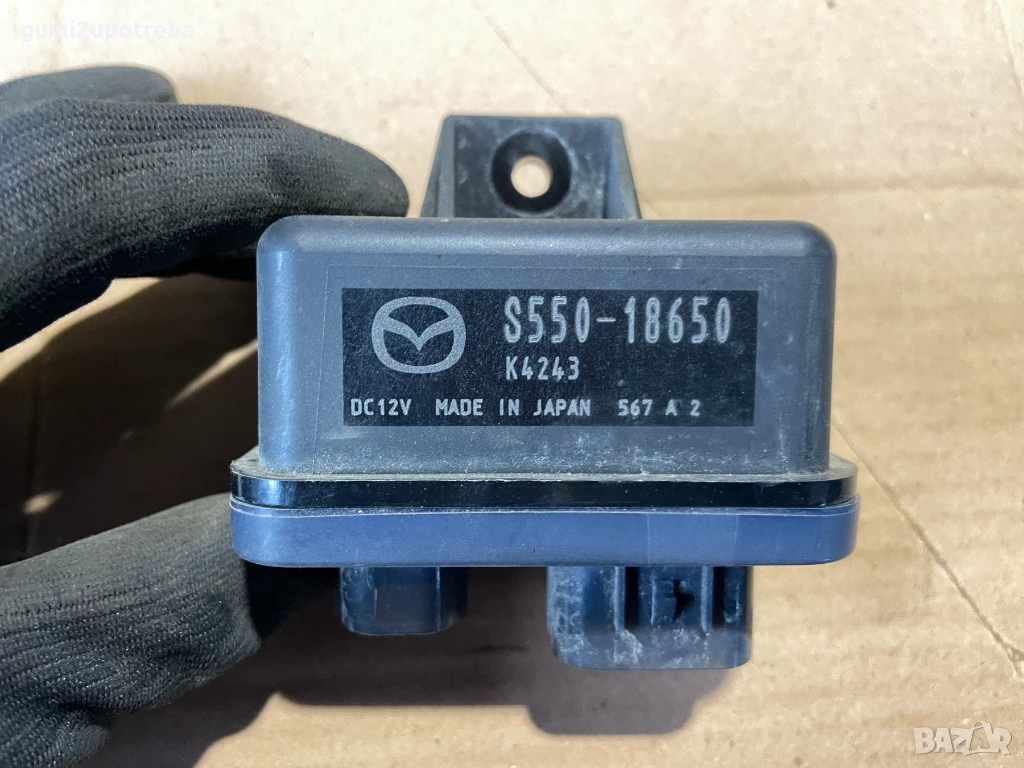 gumi2upotreba
S550-18650
K4243
DC12V MADE IN JAPAN 567 A 2
BAZAR